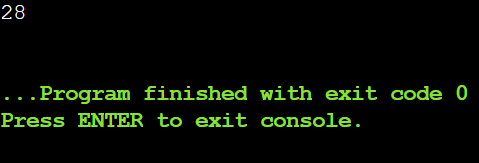 28
...Program finished with exit code 0
Press ENTER to exit console.